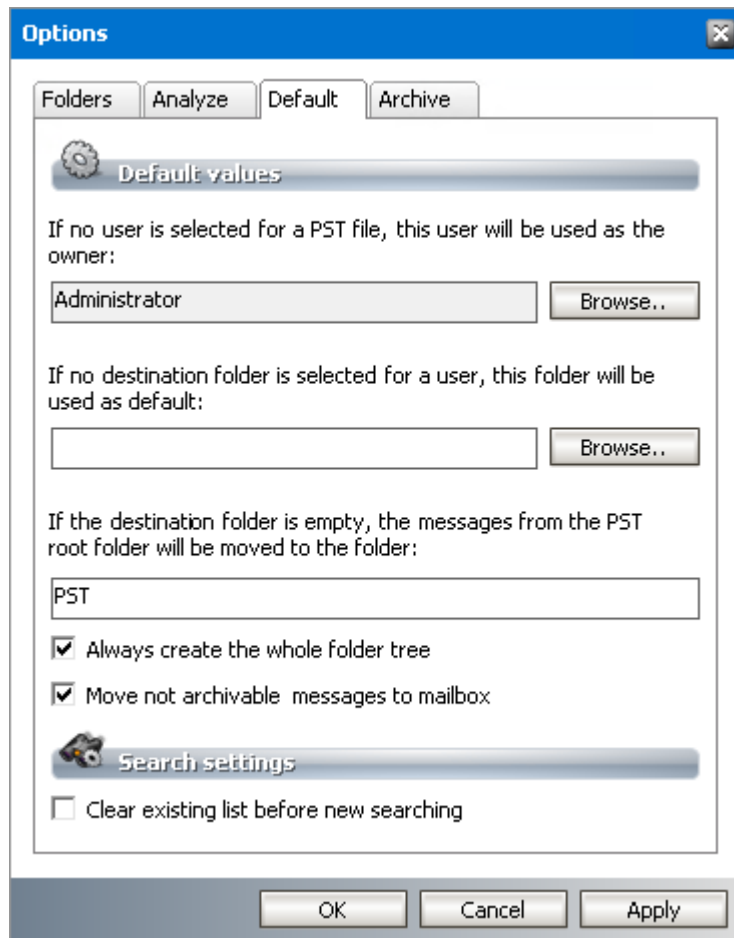 Options
Folders
Analyze
Default
Archive
Default values
If no user is selected for a PST file, this user will be used as the
owner:
Administrator
Browse..
If no destination folder is selected for a user, this folder will be
used as default:
Browse..
If the destination folder is empty, the messages from the PST
root folder will be moved to the folder:
PST
Always create the whole folder tree
Move not archivable  messages to mailbox
Search settings
Clear existing list before new searching
OK
Cancel
Apply